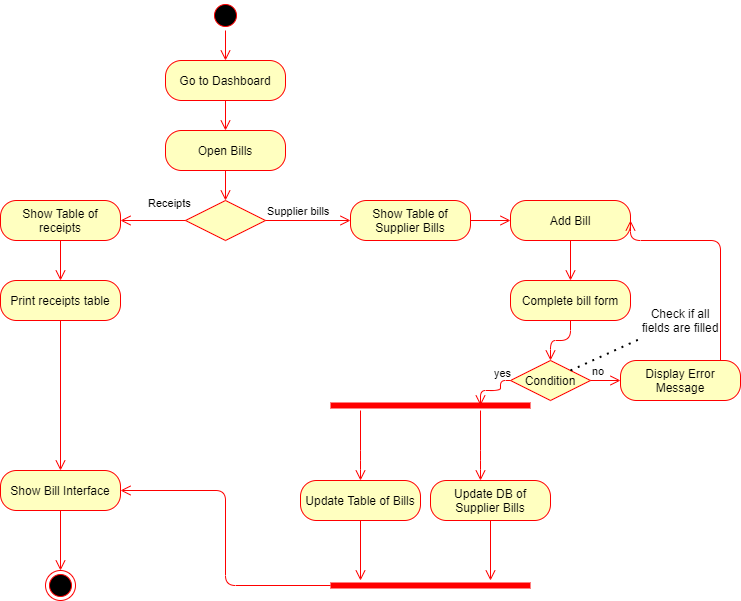 Go to Dashboard
Open Bills
Receipts
Supplier bills
Show Table of
receipts
Show Table of
Supplier Bills
Add Bill
Print receipts table
Complete bill form
Check if all
fields are filled
yes
Condition
no
Display Error
Message
Show Bill Interface
Update Table of Bills
Update DB of
Supplier Bills